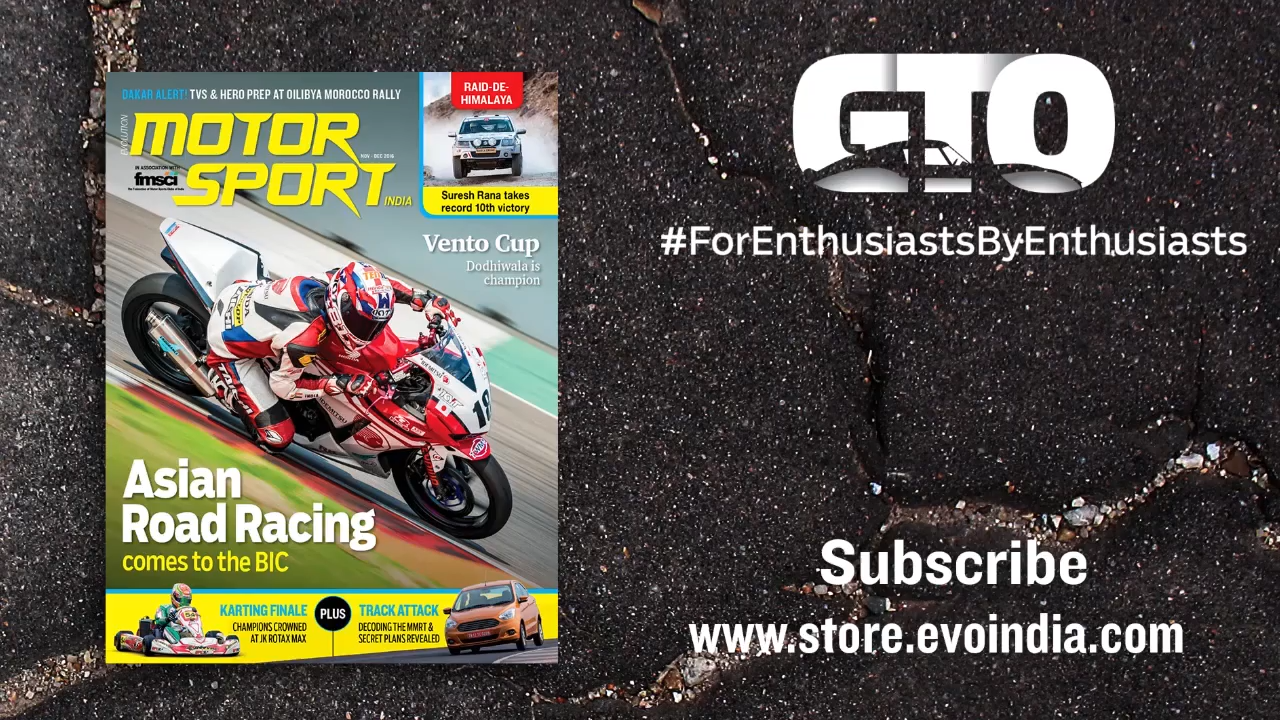 DAKAR ALERT! TVS & HERO PREP AT OILIBYA MOROCCO RALLY
RAID-DE-
HIMALAYA
EVOLUTION
MOTOR
SPORT
INDIA
NOV - DEC 2016
IN ASSOCIATION WITH
fmsci
Suresh Rana takes
record 10th victory
Vento Cup
Dodhiwala is
champion
19
Asian
Road Racing
comes to the BIC
KARTING FINALE
CHAMPIONS CROWNED
AT JK ROTAX MAX
PLUS
TRACK ATTACK
DECODING THE MMRT &
SECRET PLANS REVEALED
GTO
#ForEnthusiastsByEnthusiasts
Subscribe
www.store.evoindia.com